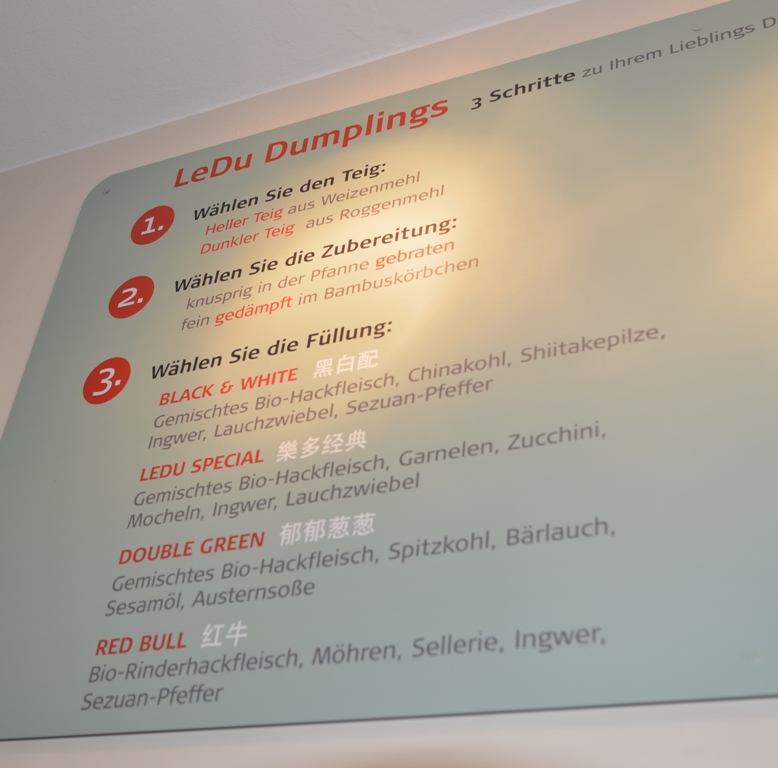 LeDu Dumplings 3 Schritte zu Ihrem Lieblings D
1. Wählen Sie den Teig:
Heller Teig aus Weizenmehl
Dunkler Teig aus Roggenmehl
2. Wählen Sie die Zubereitung:
knusprig in der Pfanne gebraten
fein gedämpft im Bambuskörbchen
3. Wählen Sie die Füllung:
BLACK & WHITE 黑白配
Gemischtes Bio-Hackfleisch, Chinakohl, Shiitakepilze,
Ingwer, Lauchzwiebel, Sezuan-Pfeffer
LEDU SPECIAL 樂多经典
Gemischtes Bio-Hackfleisch, Garnelen, Zucchini,
Mocheln, Ingwer, Lauchzwiebel
DOUBLE GREEN 郁郁葱葱
Gemischtes Bio-Hackfleisch, Spitzkohl, Bärlauch,
Sesamöl, Austernsoße
RED BULL 红牛
Bio-Rinderhackfleisch, Möhren, Sellerie, Ingwer,
Sezuan-Pfeffer